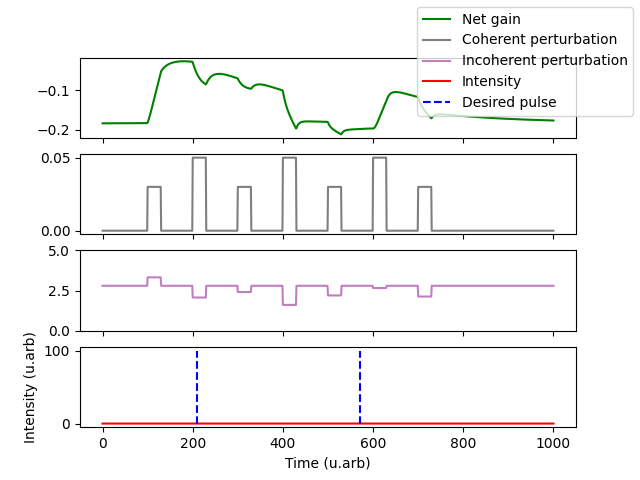 Net gain
Coherent perturbation
Incoherent perturbation
Intensity
Desired pulse
−0.1
−0.2
0.05
0.00
5.0
2.5
0.0
100
0
Intensity (u.arb)
0 200 400 600 800 1000
Time (u.arb)